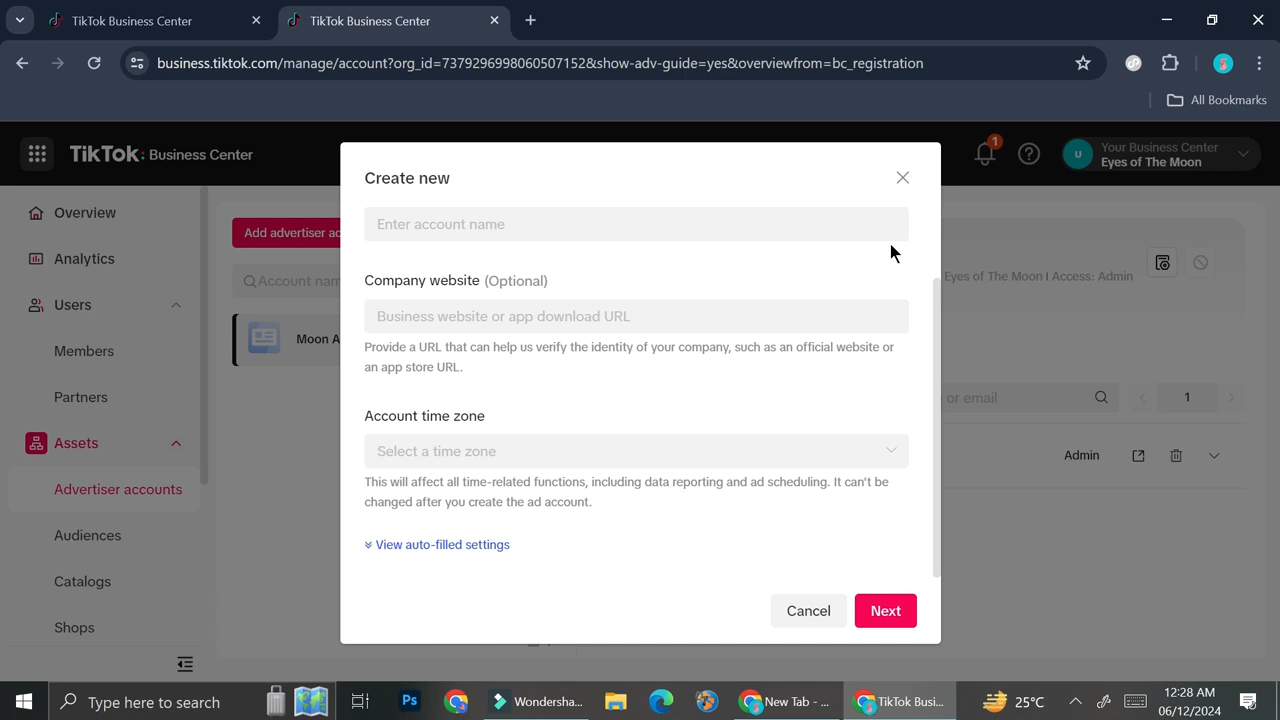 TikTok Business Center
TikTok Business Center
business.tiktok.com/manage/account?org_id=7379296998060507152&show-adv-guide=yes&overviewfrom=bc_registration
All Bookmarks
TikTok: Business Center
1
U
Your Business Center
Eyes of The Moon
Overview
Analytics
Users
Members
Partners
Assets
Advertiser accounts
Audiences
Catalogs
Shops
Add advertiser ac
Account nam
Moon A
Eyes of The Moon I Access: Admin
or email
1
Admin
Create new
Enter account name
Company website (Optional)
Business website or app download URL
Provide a URL that can help us verify the identity of your company, such as an official website or
an app store URL.
Account time zone
Select a time zone
This will affect all time-related functions, including data reporting and ad scheduling. It can't be
changed after you create the ad account.
View auto-filled settings
Cancel
Next
Type here to search
Ps
Wondersha...
New Tab - ...
TikTok Busi...
25°C
12:28 AM
06/12/2024